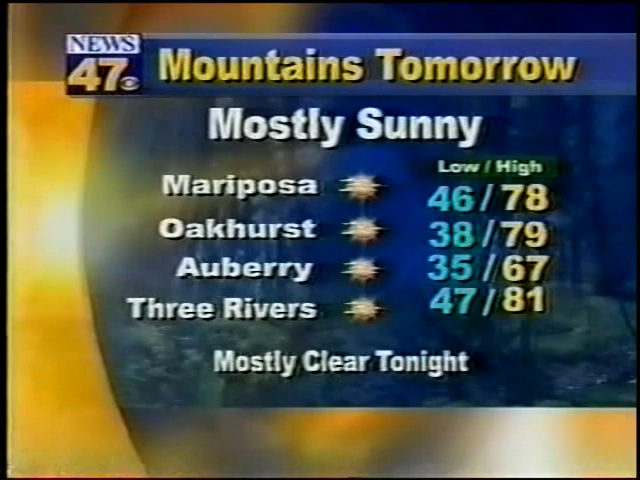 NEWS
47
Mountains Tomorrow
Mostly Sunny
Low / High
Mariposa 46 / 78
Oakhurst 38 / 79
Auberry 35 / 67
Three Rivers 47 / 81
Mostly Clear Tonight